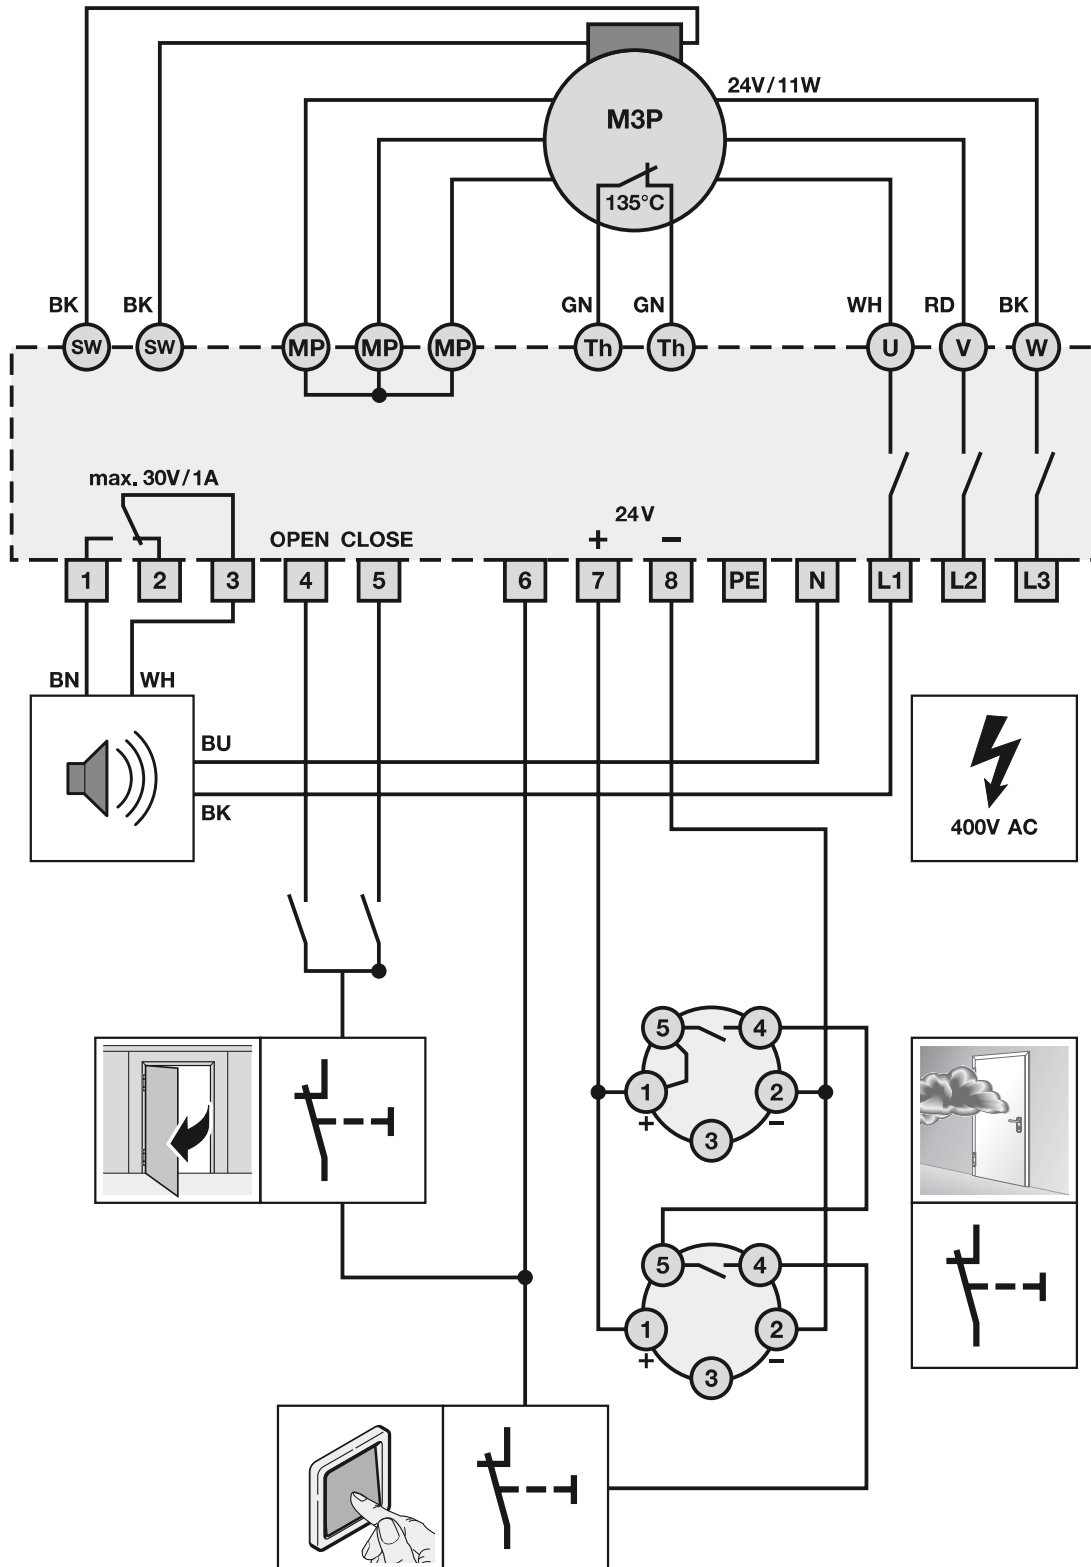 24V/11W
M3P
135°C
BK BK GN GN WH RD BK
SW SW MP MP MP Th Th U V W
max. 30V/1A
24V
OPEN CLOSE + −
1 2 3 4 5 6 7 8 PE N L1 L2 L3
BN WH
BU
BK
400V AC
5 4
1 2
+ −
3
5 4
1 2
+ −
3